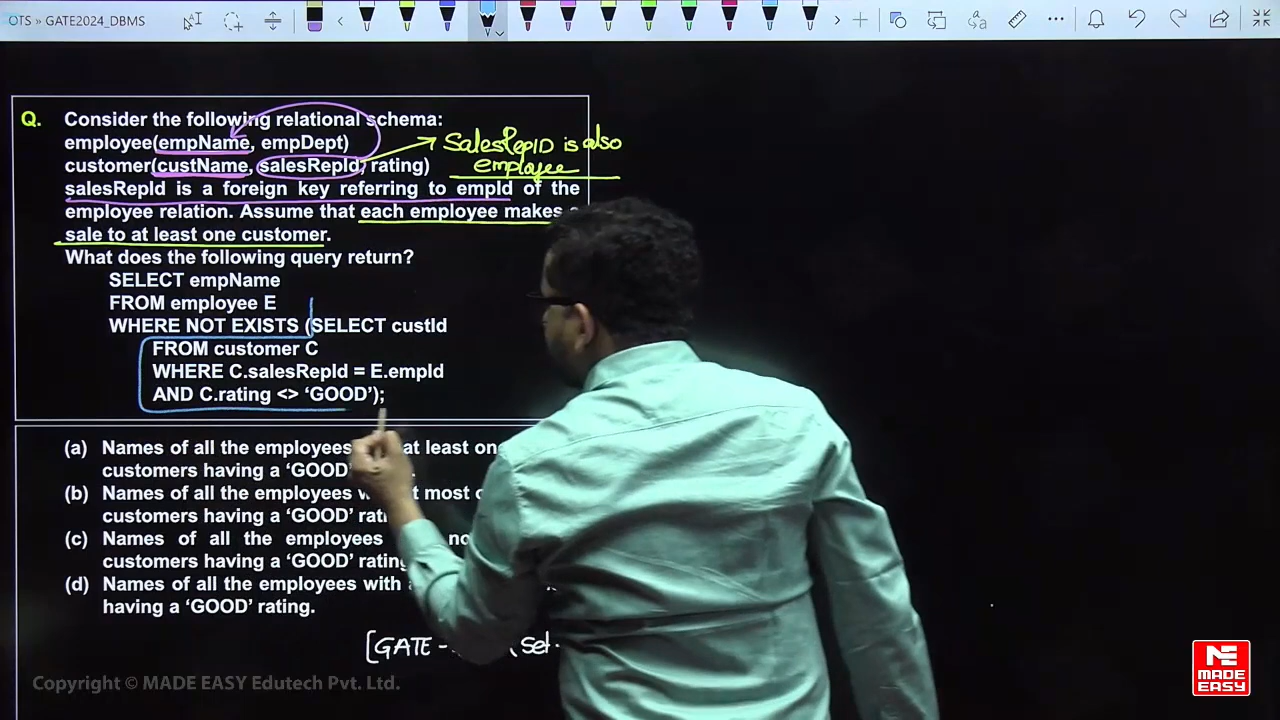 OTS » GATE2024_DBMS
Q. Consider the following relational schema:
employee(empName, empDept)
customer(custName, salesRepId, rating)
SalesRepID is also
employee
salesRepId is a foreign key referring to empId of the
employee relation. Assume that each employee makes
sale to at least one customer.
What does the following query return?
SELECT empName
FROM employee E
WHERE NOT EXISTS (SELECT custId
FROM customer C
WHERE C.salesRepId = E.empId
AND C.rating <> ‘GOOD’);
(a) Names of all the employees at least
customers having a ‘GOOD’
(b) Names of all the employees most
customers having a ‘GOOD’
(c) Names of all the employees
customers having a ‘GOOD’ rating
(d) Names of all the employees with
having a ‘GOOD’ rating.
[GATE - (Set-
Copyright © MADE EASY Edutech Pvt. Ltd.
ME
MADE
EASY